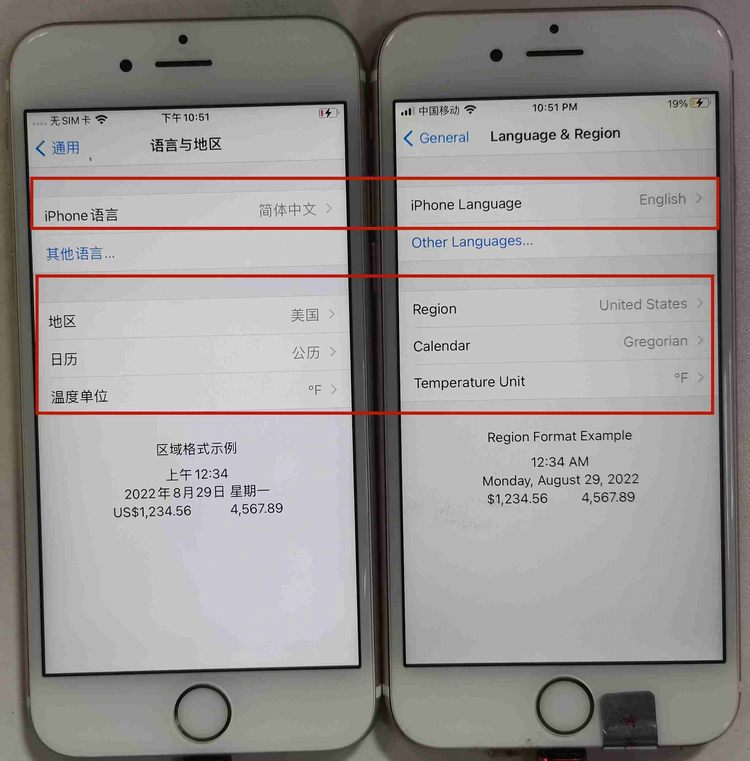 无SIM卡 下午10:51
通用 语言与地区
iPhone 语言 简体中文
其他语言...
地区 美国
日历 公历
温度单位 °F
区域格式示例
上午 12:34
2022年8月29日 星期一
US$1,234.56 4,567.89
中国移动 10:51 PM 19%
General Language & Region
iPhone Language English
Other Languages...
Region United States
Calendar Gregorian
Temperature Unit °F
Region Format Example
12:34 AM
Monday, August 29, 2022
$1,234.56 4,567.89